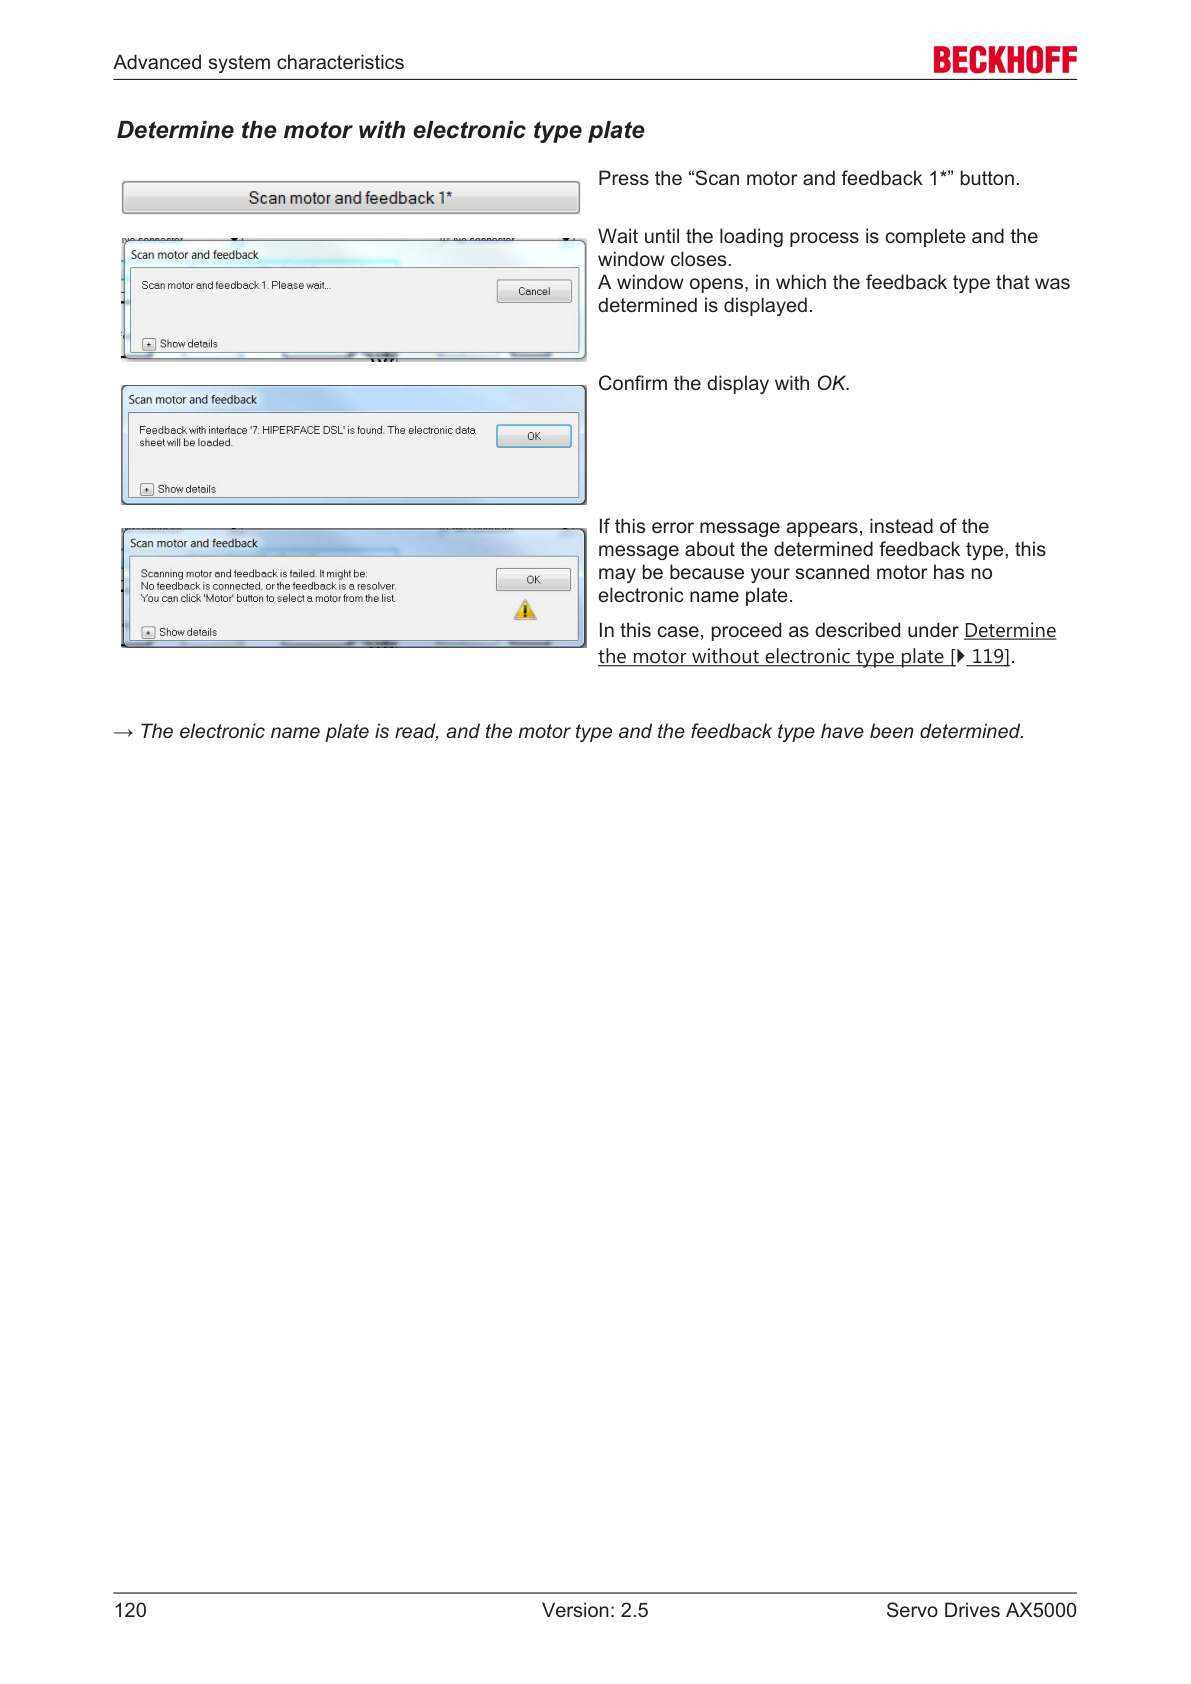 Advanced system characteristics
BECKHOFF
Determine the motor with electronic type plate
Scan motor and feedback 1*
Press the “Scan motor and feedback 1*” button.
Scan motor and feedback
Scan motor and feedback 1. Please wait...
Cancel
Show details
Wait until the loading process is complete and the
window closes.
A window opens, in which the feedback type that was
determined is displayed.
Scan motor and feedback
Feedback with interface '7: HIPERFACE DSL' is found. The electronic data
sheet will be loaded.
OK
Show details
Confirm the display with OK.
Scan motor and feedback
Scanning motor and feedback is failed. It might be:
No feedback is connected, or the feedback is a resolver.
You can click 'Motor' button to select a motor from the list.
OK
Show details
If this error message appears, instead of the
message about the determined feedback type, this
may be because your scanned motor has no
electronic name plate.
In this case, proceed as described under Determine
the motor without electronic type plate [▶ 119].
→ The electronic name plate is read, and the motor type and the feedback type have been determined.
120 Version: 2.5 Servo Drives AX5000